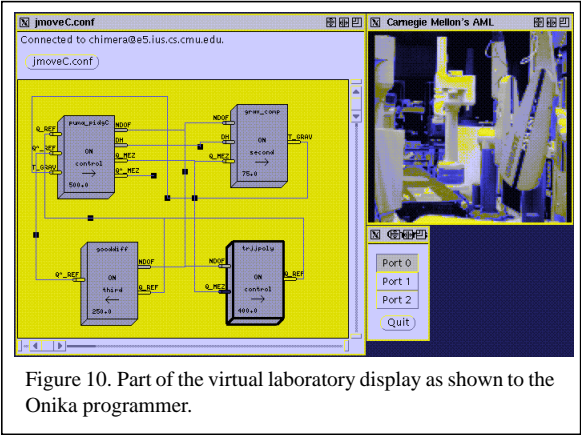 jmoveC.conf
Connected to chimera@e5.ius.cs.cmu.edu.
jmoveC.conf
puma_pidgC
Q_REF
Q^_REF
T_GRAV
ON
control
500.0
NDOF
DH
Q_MEZ
Q^_MEZ
grav_comp
NDOF
DH
Q_MEZ
ON
second
75.0
T_GRAV
gooddiff
Q^_REF
ON
third
250.0
NDOF
Q_REF
trjjpoly
NDOF
Q_MEZ
ON
control
400.0
Q_REF
Carnegie Mellon's AML
Port 0
Port 1
Port 2
Quit
Figure 10. Part of the virtual laboratory display as shown to the
Onika programmer.